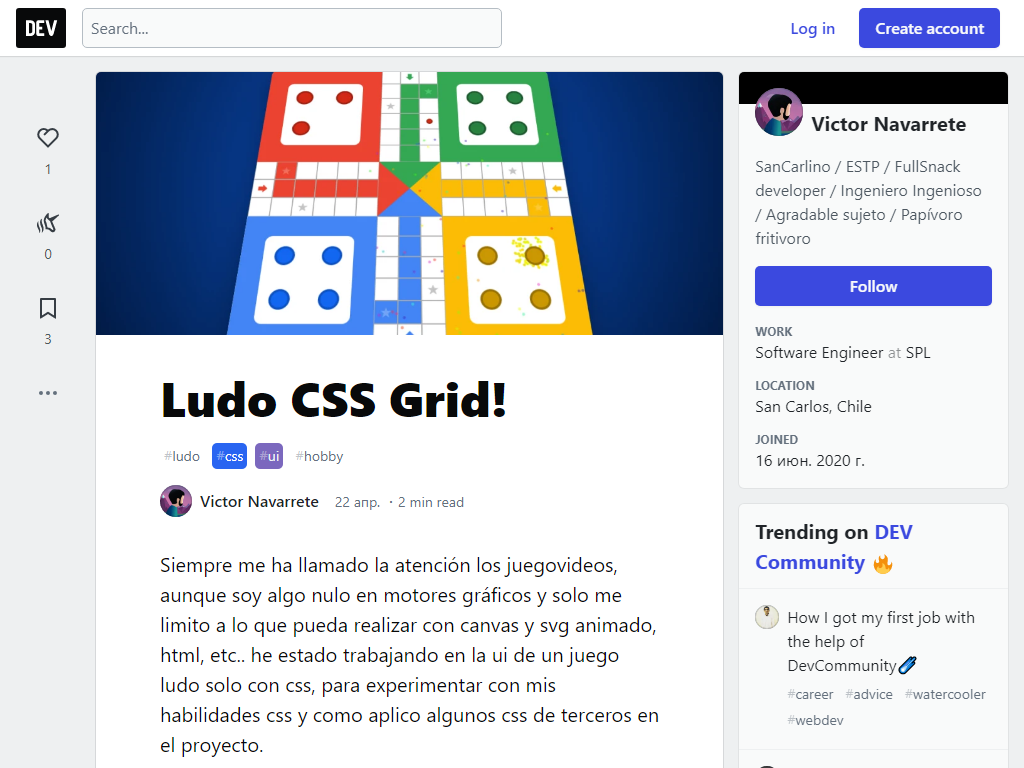 DEV
Search...
Log in
Create account
1
0
3
Ludo CSS Grid!
#ludo #css #ui #hobby
Victor Navarrete 22 апр. · 2 min read
Siempre me ha llamado la atención los juegovideos,
aunque soy algo nulo en motores gráficos y solo me
limito a lo que pueda realizar con canvas y svg animado,
html, etc.. he estado trabajando en la ui de un juego
ludo solo con css, para experimentar con mis
habilidades css y como aplico algunos css de terceros en
el proyecto.
Victor Navarrete
SanCarlino / ESTP / FullSnack
developer / Ingeniero Ingenioso
/ Agradable sujeto / Papívoro
fritivoro
Follow
WORK
Software Engineer at SPL
LOCATION
San Carlos, Chile
JOINED
16 июн. 2020 г.
Trending on DEV
Community 🔥
How I got my first job with
the help of
DevCommunity
#career #advice #watercooler
#webdev